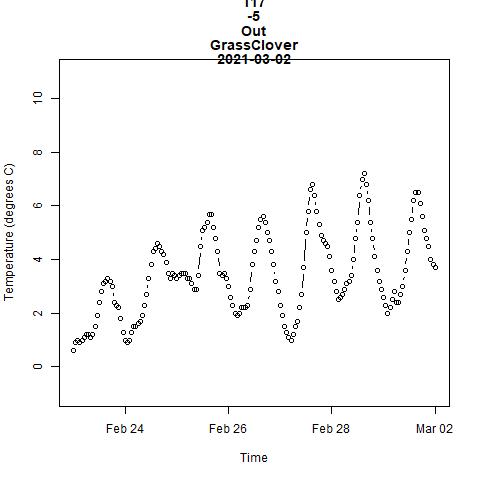 T17
-5
Out
GrassClover
2021-03-02
Temperature (degrees C)
10
8
6
4
2
0
Feb 24
Feb 26
Feb 28
Mar 02
Time